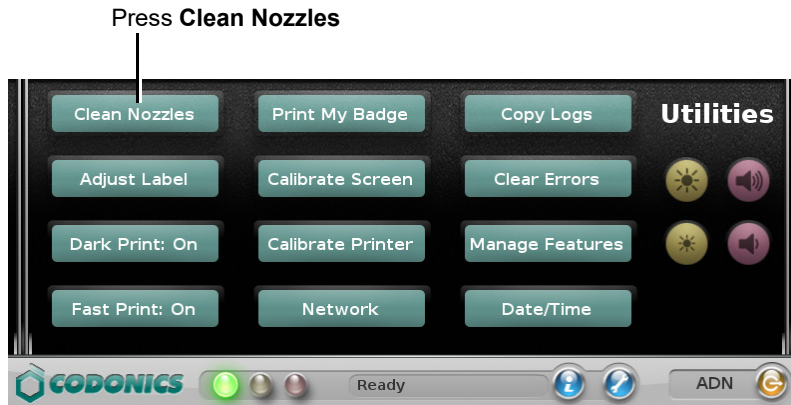 Press Clean Nozzles
Clean Nozzles Print My Badge Copy Logs Utilities
Adjust Label Calibrate Screen Clear Errors
Dark Print: On Calibrate Printer Manage Features
Fast Print: On Network Date/Time
CODONICS Ready ADN